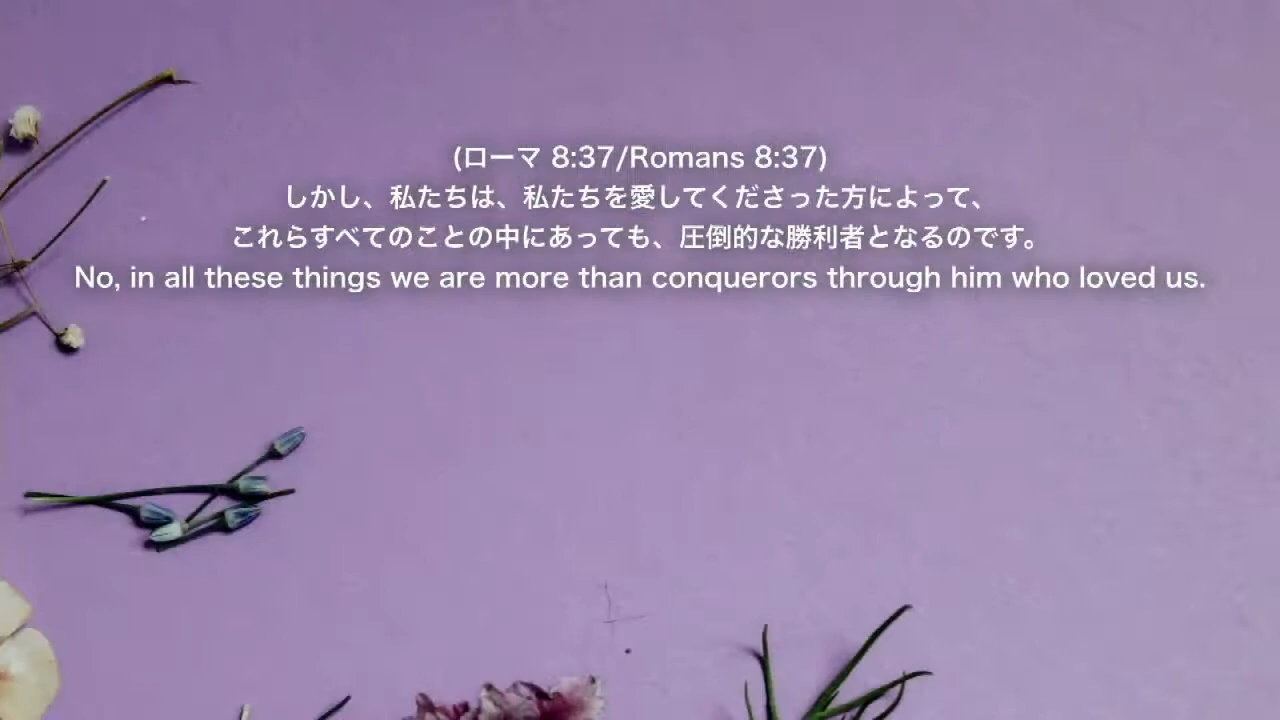 (ローマ 8:37/Romans 8:37)
しかし、私たちは、私たちを愛してくださった方によって、
これらすべてのことの中にあっても、圧倒的な勝利者となるのです。
No, in all these things we are more than conquerors through him who loved us.